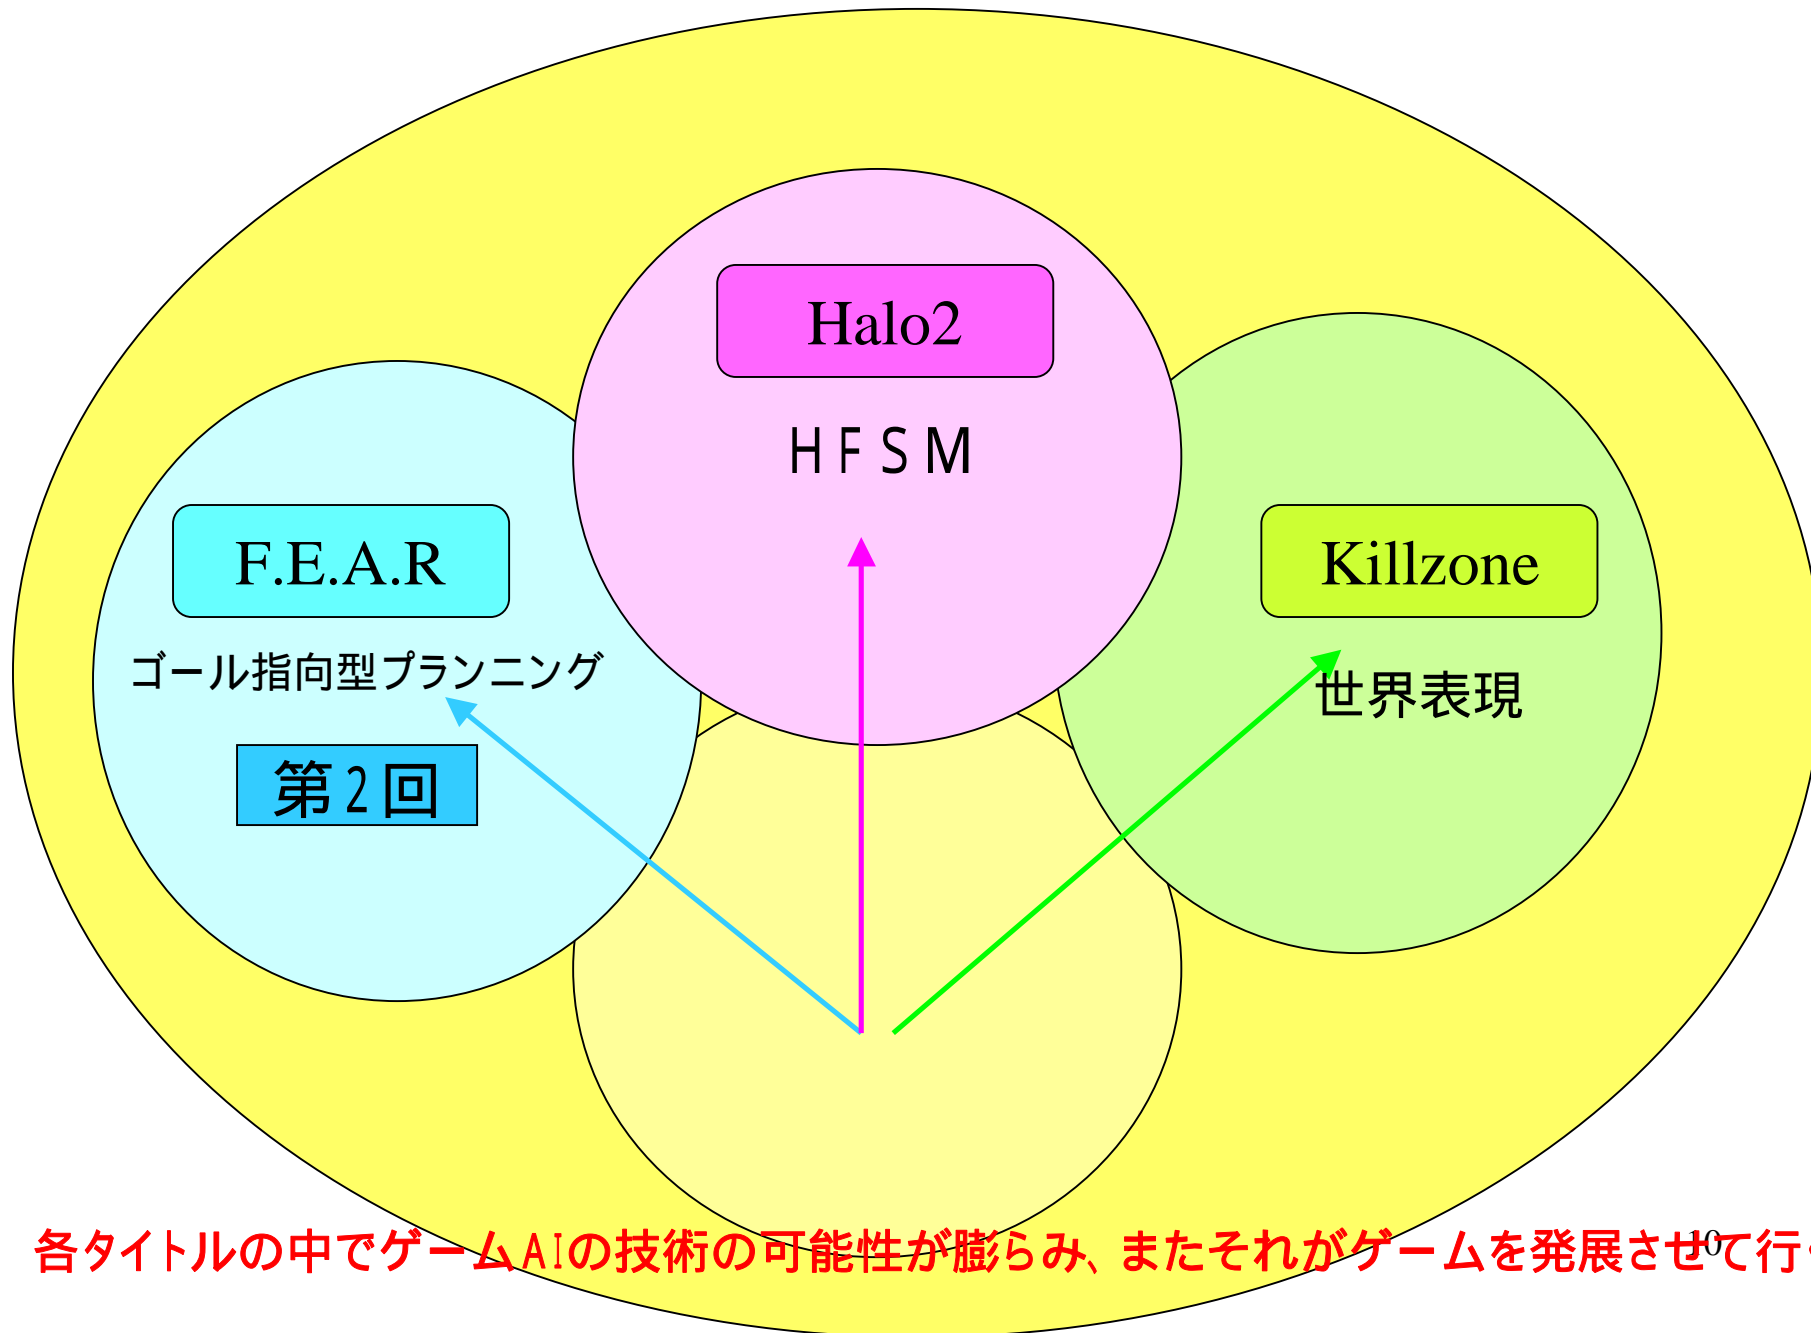 Halo2
ＨＦＳＭ
F.E.A.R
Killzone
ゴール指向型プランニング
世界表現
第２回
各タイトルの中でゲームAIの技術の可能性が膨らみ、またそれがゲームを発展させて行
10